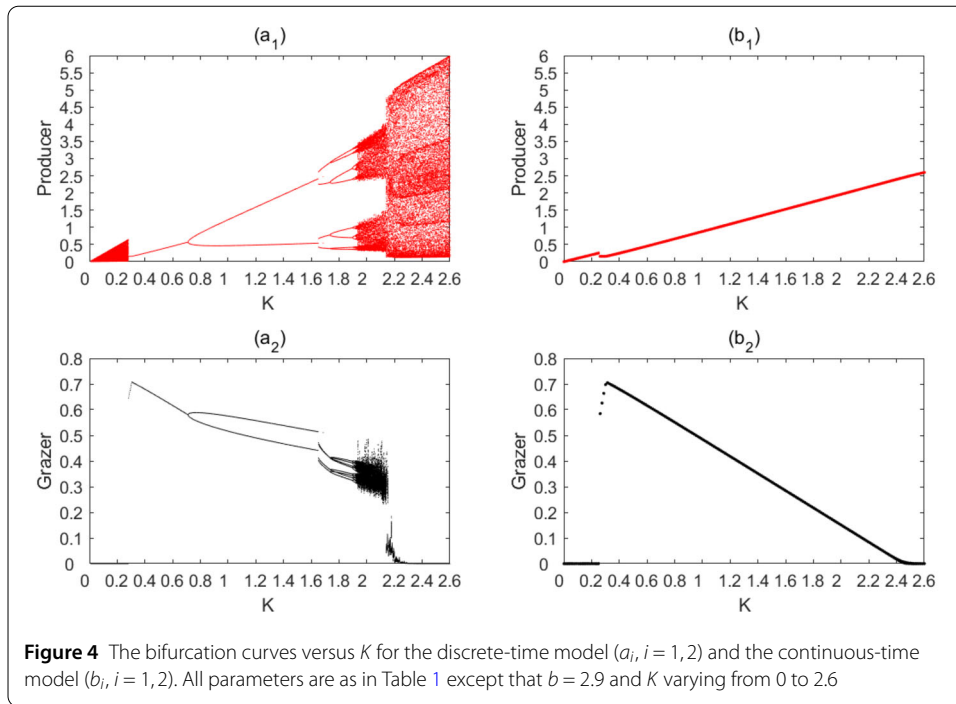 (a1)
6
5.5
5
4.5
4
3.5
3
2.5
2
1.5
1
0.5
0
Producer
0 0.2 0.4 0.6 0.8 1 1.2 1.4 1.6 1.8 2 2.2 2.4 2.6
K
(b1)
6
5.5
5
4.5
4
3.5
3
2.5
2
1.5
1
0.5
0
Producer
0 0.2 0.4 0.6 0.8 1 1.2 1.4 1.6 1.8 2 2.2 2.4 2.6
K
(a2)
0.8
0.7
0.6
0.5
0.4
0.3
0.2
0.1
0
Grazer
0 0.2 0.4 0.6 0.8 1 1.2 1.4 1.6 1.8 2 2.2 2.4 2.6
K
(b2)
0.8
0.7
0.6
0.5
0.4
0.3
0.2
0.1
0
Grazer
0 0.2 0.4 0.6 0.8 1 1.2 1.4 1.6 1.8 2 2.2 2.4 2.6
K
Figure 4 The bifurcation curves versus K for the discrete-time model (ai, i = 1, 2) and the continuous-time
model (bi, i = 1, 2). All parameters are as in Table 1 except that b = 2.9 and K varying from 0 to 2.6